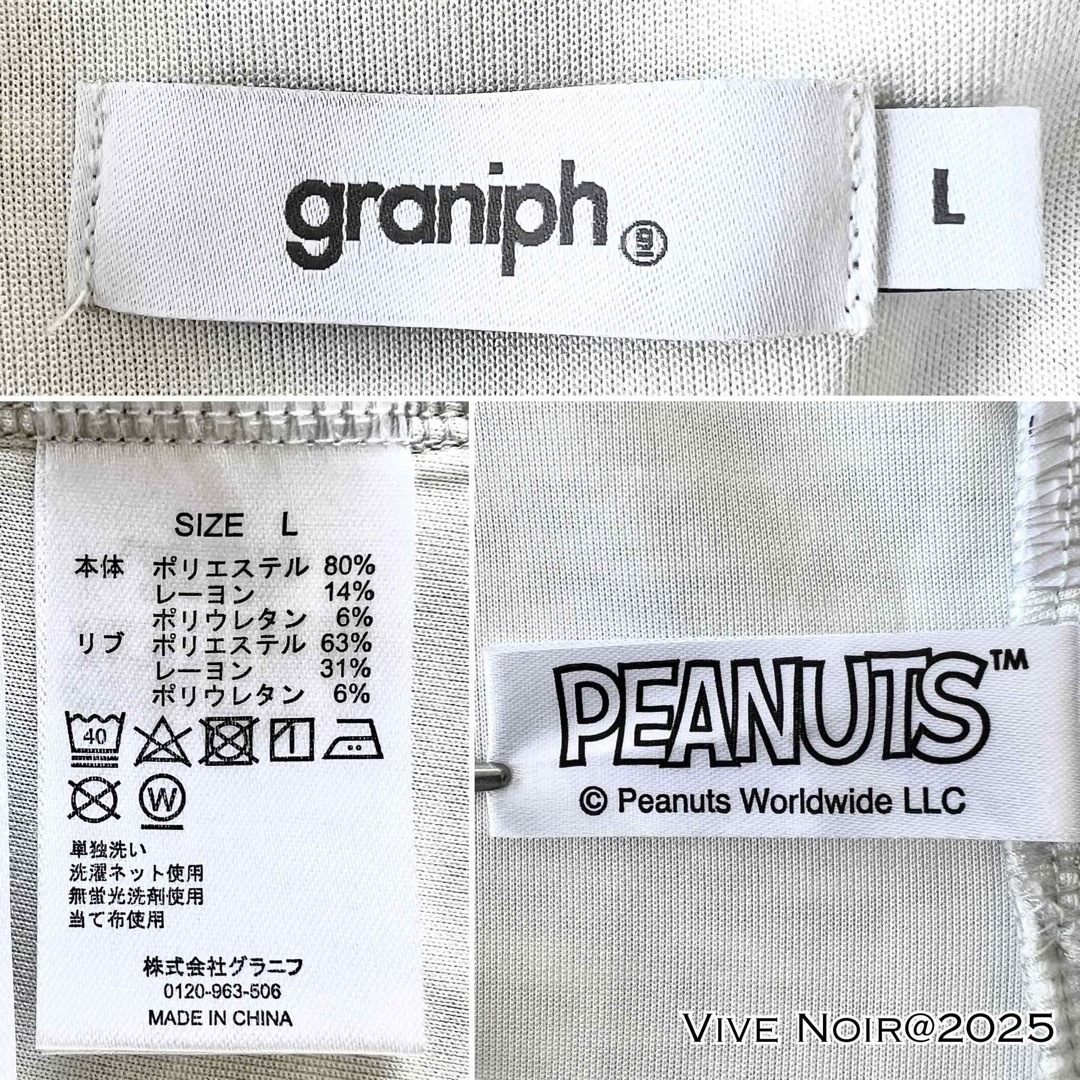 graniph
L
SIZE L
本体 ポリエステル 80%
レーヨン 14%
ポリウレタン 6%
リブ ポリエステル 63%
レーヨン 31%
ポリウレタン 6%
40
W
単独洗い
洗濯ネット使用
無蛍光洗剤使用
当て布使用
株式会社グラニフ
0120-963-506
MADE IN CHINA
PEANUTS™
© Peanuts Worldwide LLC
VIVE NOIR@2025